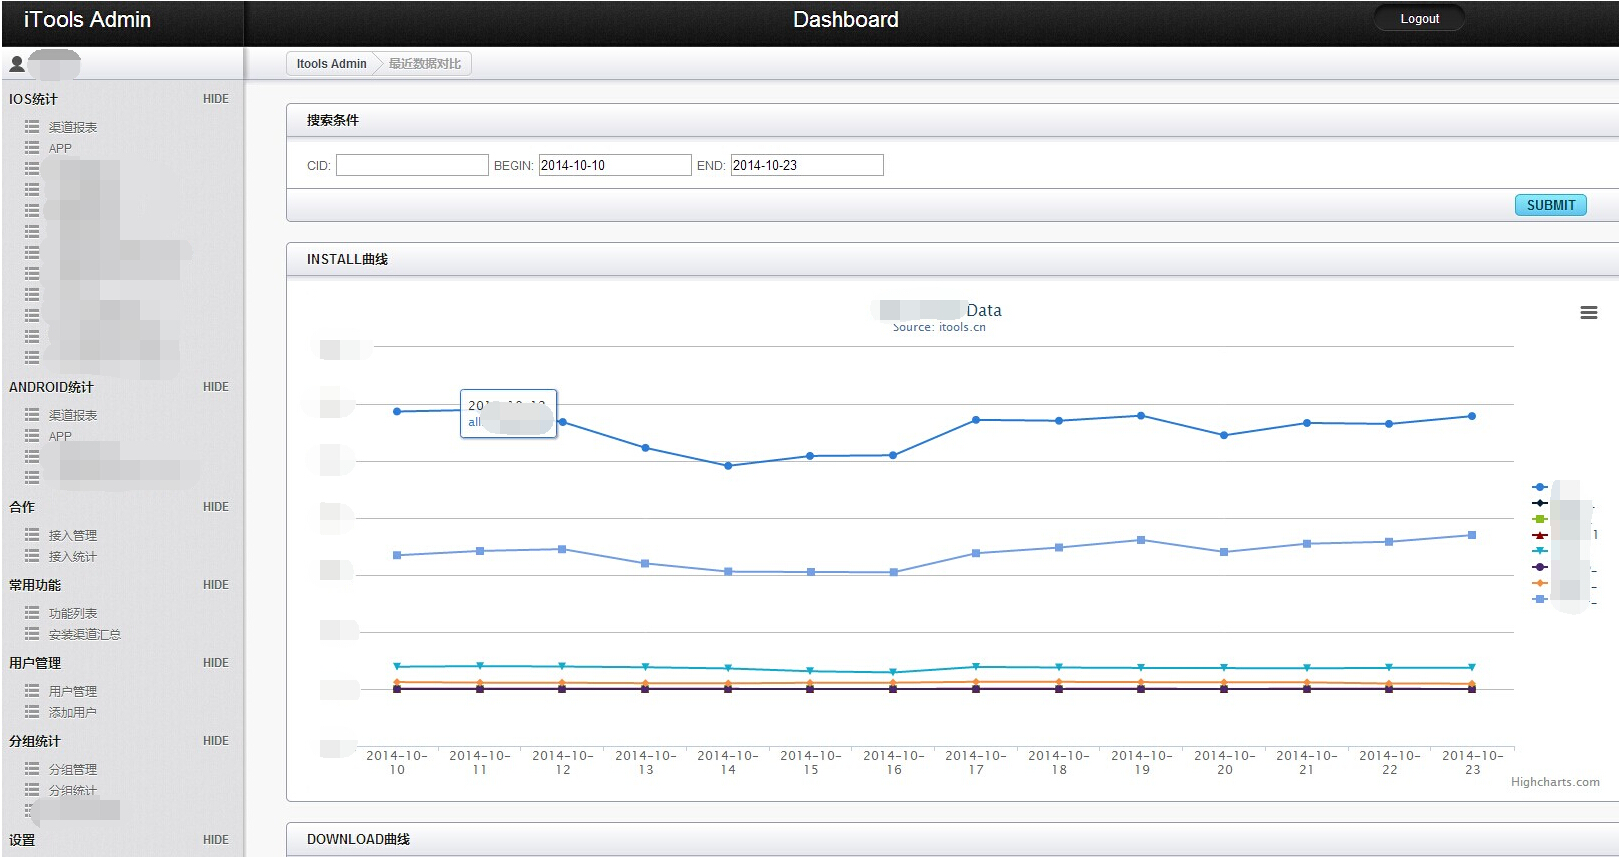 iTools Admin
Dashboard
Logout
Itools Admin
最近数据对比
IOS统计 HIDE
渠道报表
APP
ANDROID统计 HIDE
渠道报表
APP
合作 HIDE
接入管理
接入统计
常用功能 HIDE
功能列表
安装渠道汇总
用户管理 HIDE
用户管理
添加用户
分组统计 HIDE
分组管理
分组统计
设置 HIDE
搜索条件
CID: BEGIN: 2014-10-10 END: 2014-10-23
SUBMIT
INSTALL曲线
Data
Source: itools.cn
all
2014-10-10
2014-10-11
2014-10-12
2014-10-13
2014-10-14
2014-10-15
2014-10-16
2014-10-17
2014-10-18
2014-10-19
2014-10-20
2014-10-21
2014-10-22
2014-10-23
Highcharts.com
DOWNLOAD曲线